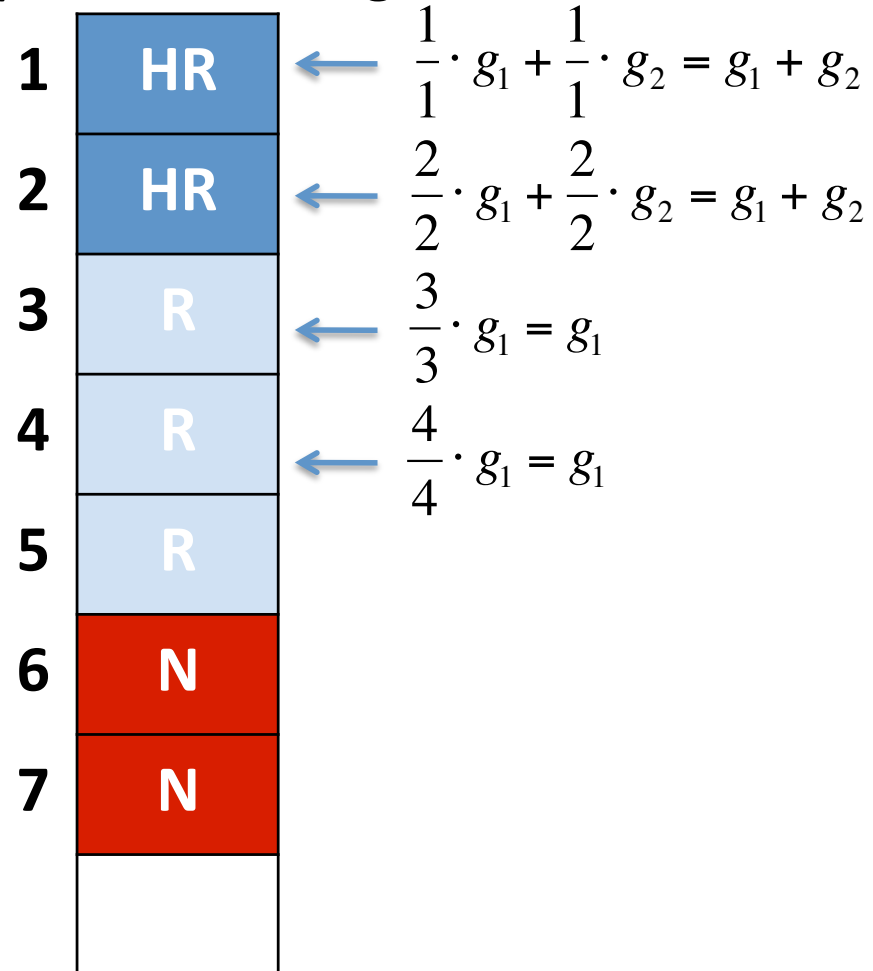 1 HR ← 1/1 · g₁ + 1/1 · g₂ = g₁ + g₂
2 HR ← 2/2 · g₁ + 2/2 · g₂ = g₁ + g₂
3 R ← 3/3 · g₁ = g₁
4 R ← 4/4 · g₁ = g₁
5 R
6 N
7 N